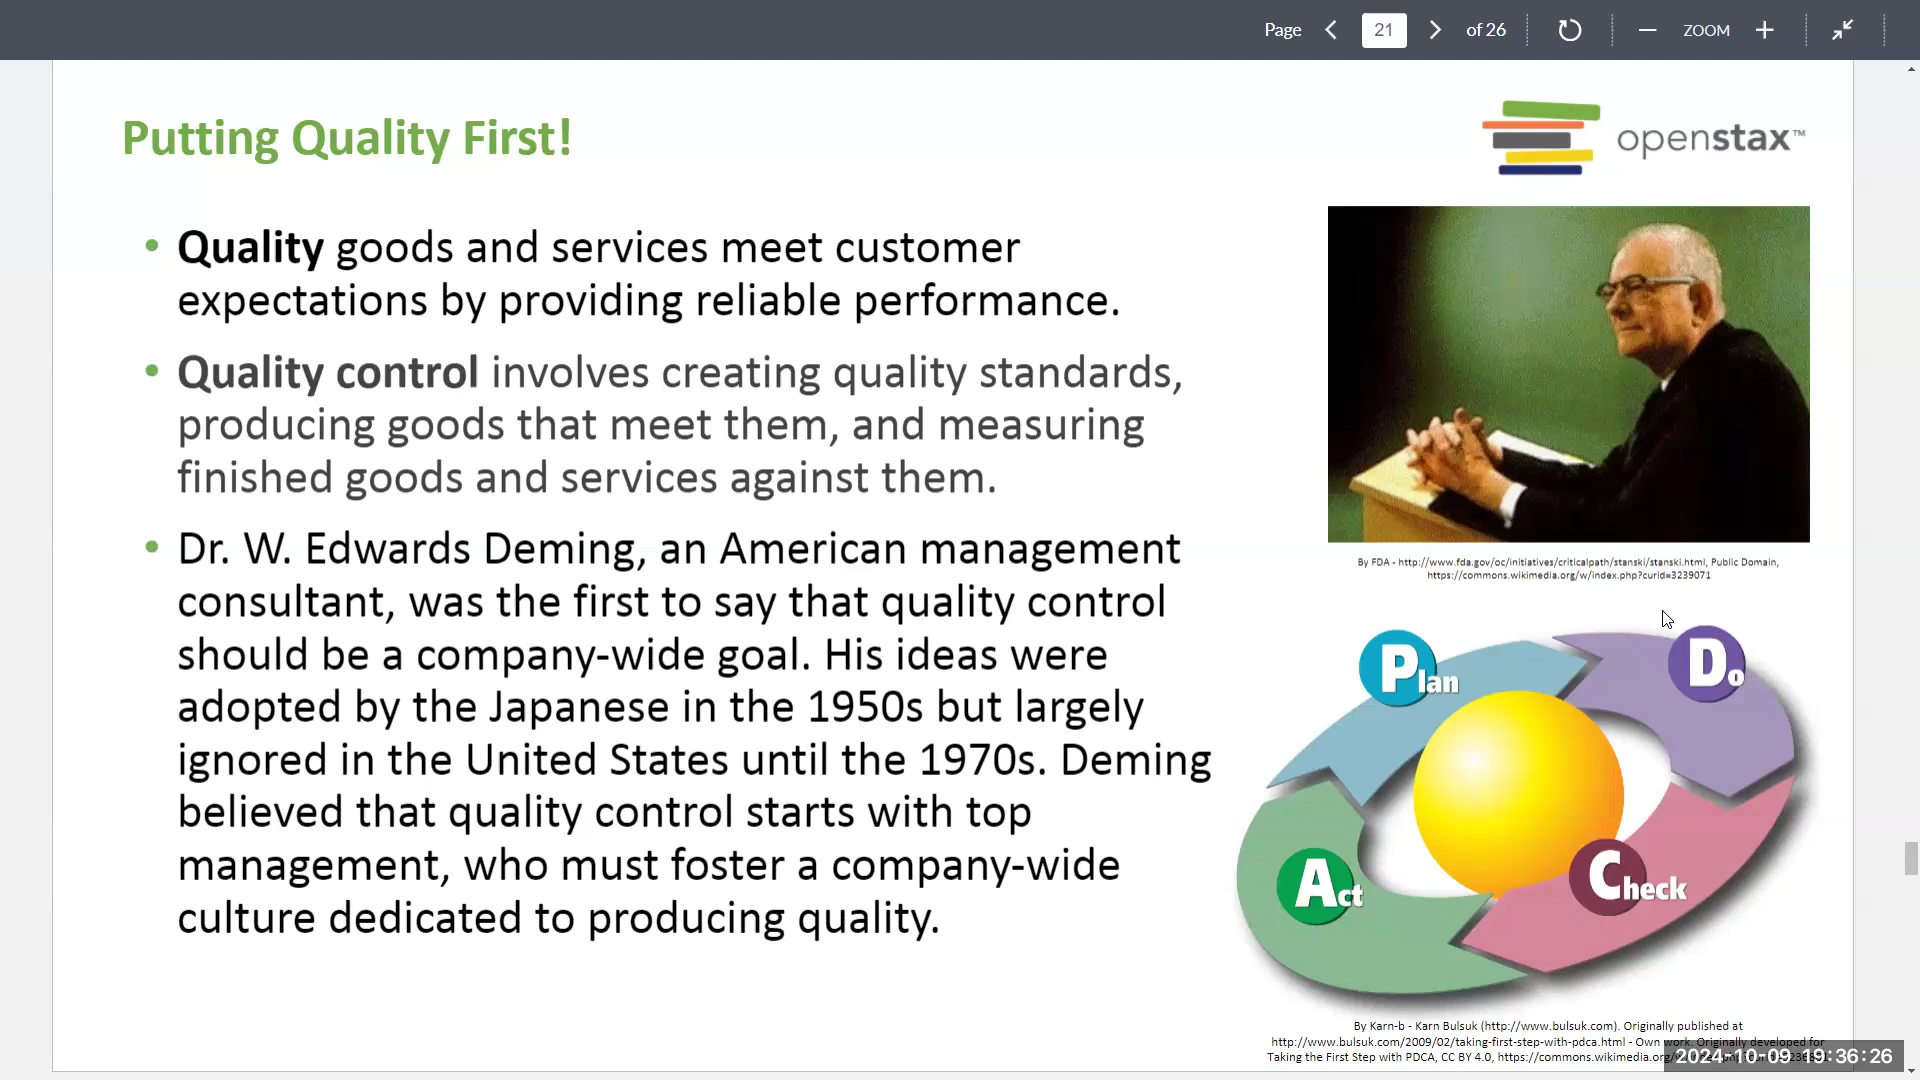 Page 21 of 26 ZOOM
Putting Quality First!
openstax™
• Quality goods and services meet customer
expectations by providing reliable performance.
• Quality control involves creating quality standards,
producing goods that meet them, and measuring
finished goods and services against them.
• Dr. W. Edwards Deming, an American management
consultant, was the first to say that quality control
should be a company-wide goal. His ideas were
adopted by the Japanese in the 1950s but largely
ignored in the United States until the 1970s. Deming
believed that quality control starts with top
management, who must foster a company-wide
culture dedicated to producing quality.
By FDA - http://www.fda.gov/oc/initiatives/criticalpath/stanski/stanski.html, Public Domain,
https://commons.wikimedia.org/w/index.php?curid=3239071
Plan
Do
Act
Check
By Karn-b - Karn Bulsuk (http://www.bulsuk.com). Originally published at
http://www.bulsuk.com/2009/02/taking-first-step-with-pdca.html - Own work. Originally developed for
Taking the First Step with PDCA, CC BY 4.0,
2024-10-09 19:36:26